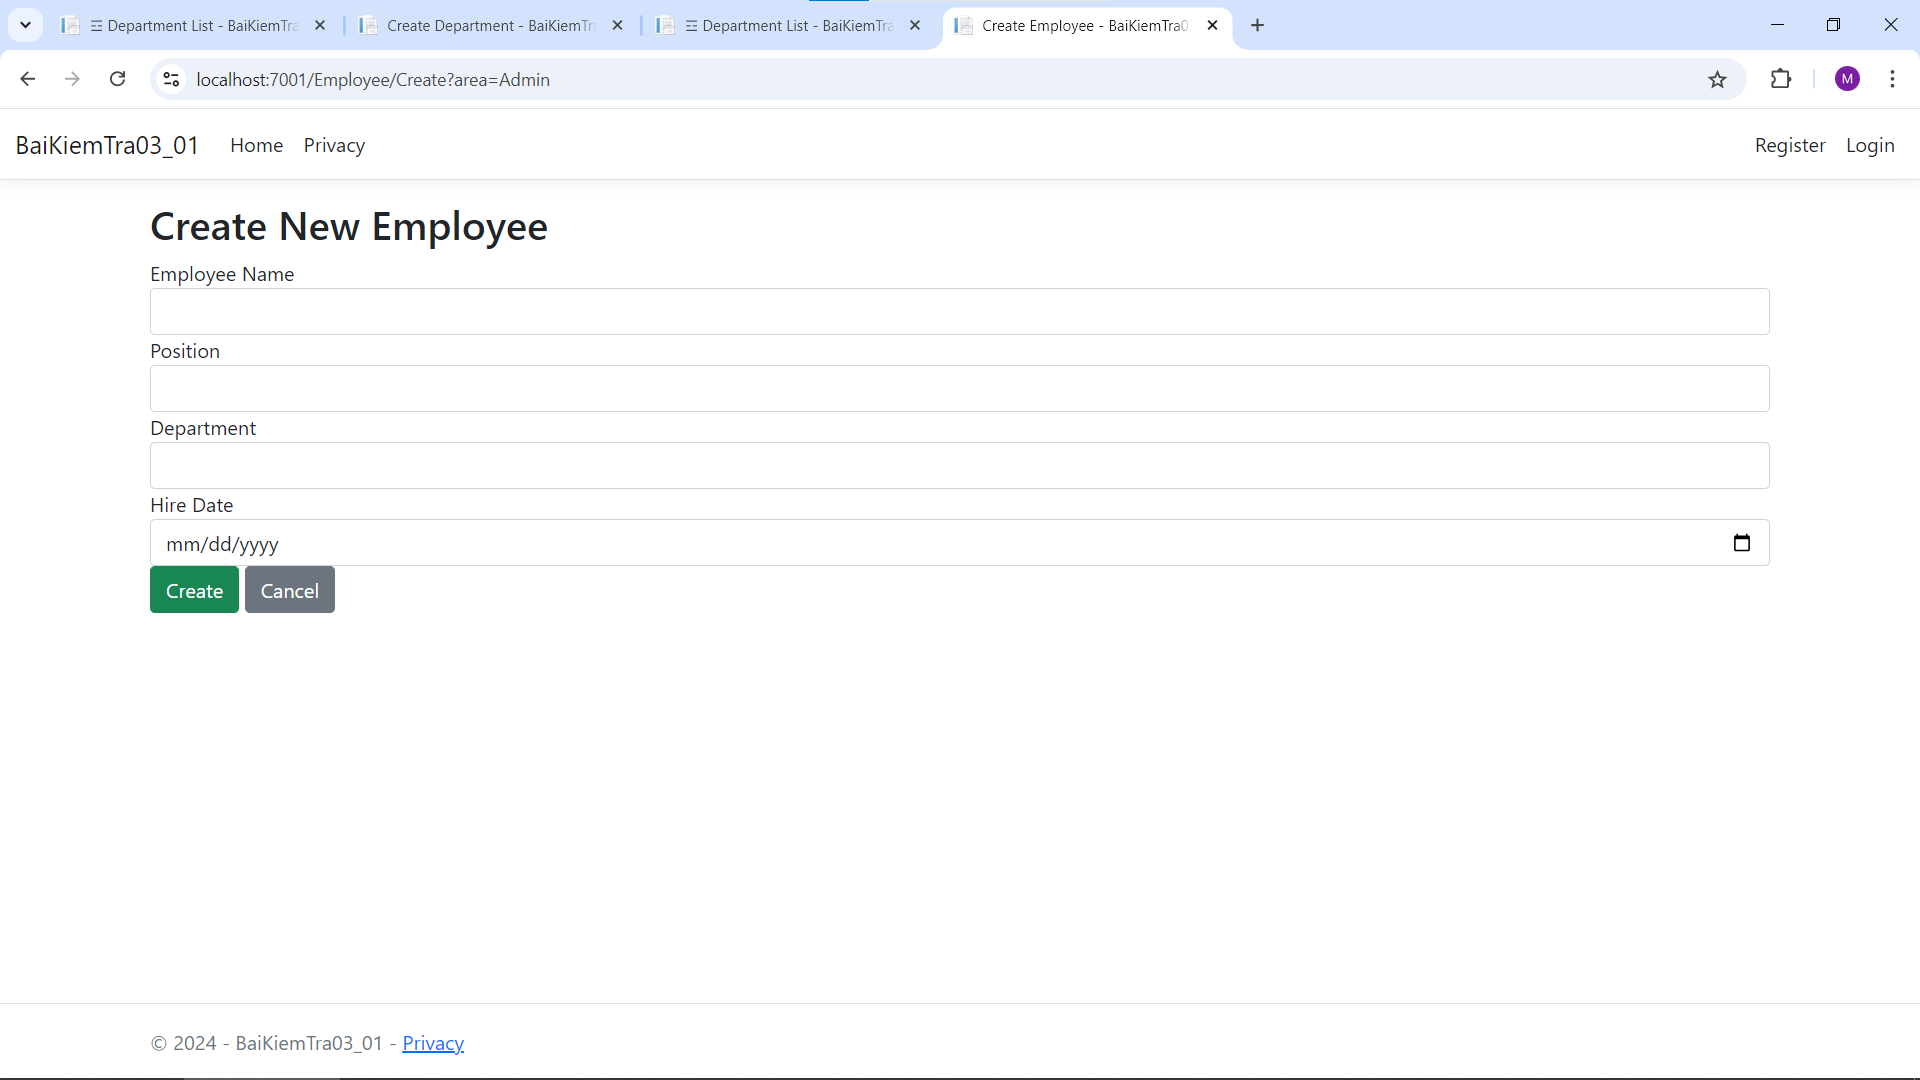 ☲ Department List - BaiKiemTra
Create Department - BaiKiemTr
☲ Department List - BaiKiemTra
Create Employee - BaiKiemTra0
localhost:7001/Employee/Create?area=Admin
M
BaiKiemTra03_01 Home Privacy Register Login
Create New Employee
Employee Name
Position
Department
Hire Date
mm/dd/yyyy
Create Cancel
© 2024 - BaiKiemTra03_01 - Privacy